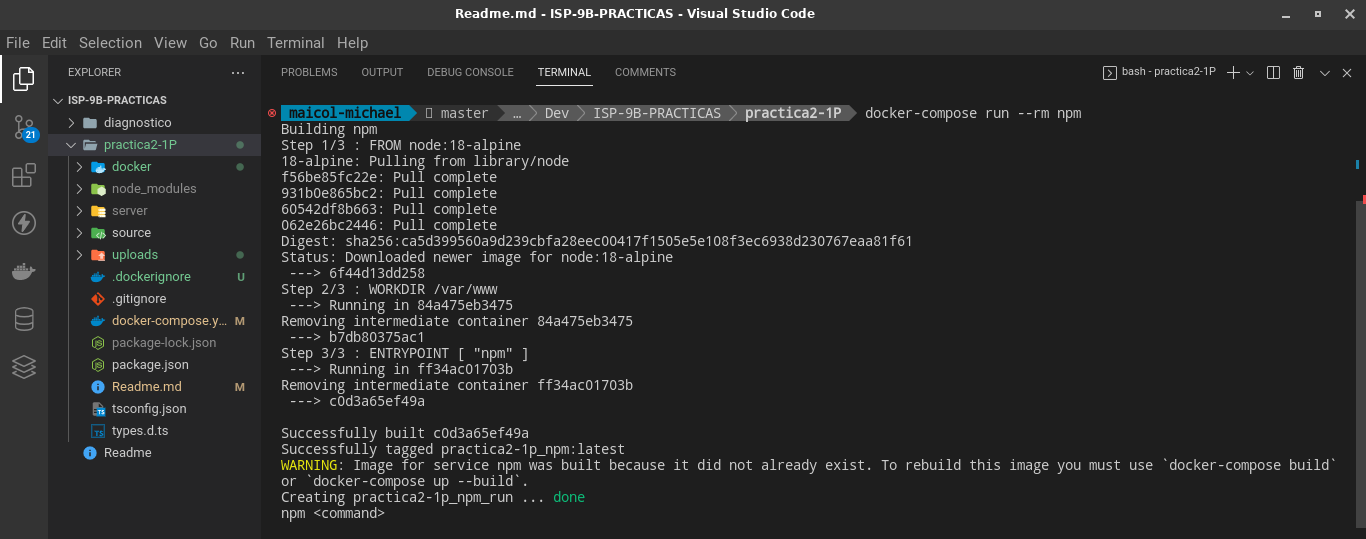 Readme.md - ISP-9B-PRACTICAS - Visual Studio Code
File Edit Selection View Go Run Terminal Help
EXPLORER
ISP-9B-PRACTICAS
diagnostico
practica2-1P
docker
node_modules
server
source
uploads
.dockerignore U
.gitignore
docker-compose.y... M
package-lock.json
package.json
Readme.md M
tsconfig.json
types.d.ts
Readme
21
PROBLEMS OUTPUT DEBUG CONSOLE TERMINAL COMMENTS
bash - practica2-1P
maicol-michael master … Dev ISP-9B-PRACTICAS practica2-1P docker-compose run --rm npm
Building npm
Step 1/3 : FROM node:18-alpine
18-alpine: Pulling from library/node
f56be85fc22e: Pull complete
931b0e865bc2: Pull complete
60542df8b663: Pull complete
062e26bc2446: Pull complete
Digest: sha256:ca5d399560a9d239cbfa28eec00417f1505e5e108f3ec6938d230767eaa81f61
Status: Downloaded newer image for node:18-alpine
---> 6f44d13dd258
Step 2/3 : WORKDIR /var/www
---> Running in 84a475eb3475
Removing intermediate container 84a475eb3475
---> b7db80375ac1
Step 3/3 : ENTRYPOINT [ "npm" ]
---> Running in ff34ac01703b
Removing intermediate container ff34ac01703b
---> c0d3a65ef49a
Successfully built c0d3a65ef49a
Successfully tagged practica2-1p_npm:latest
WARNING: Image for service npm was built because it did not already exist. To rebuild this image you must use `docker-compose build`
or `docker-compose up --build`.
Creating practica2-1p_npm_run ... done
npm <command>